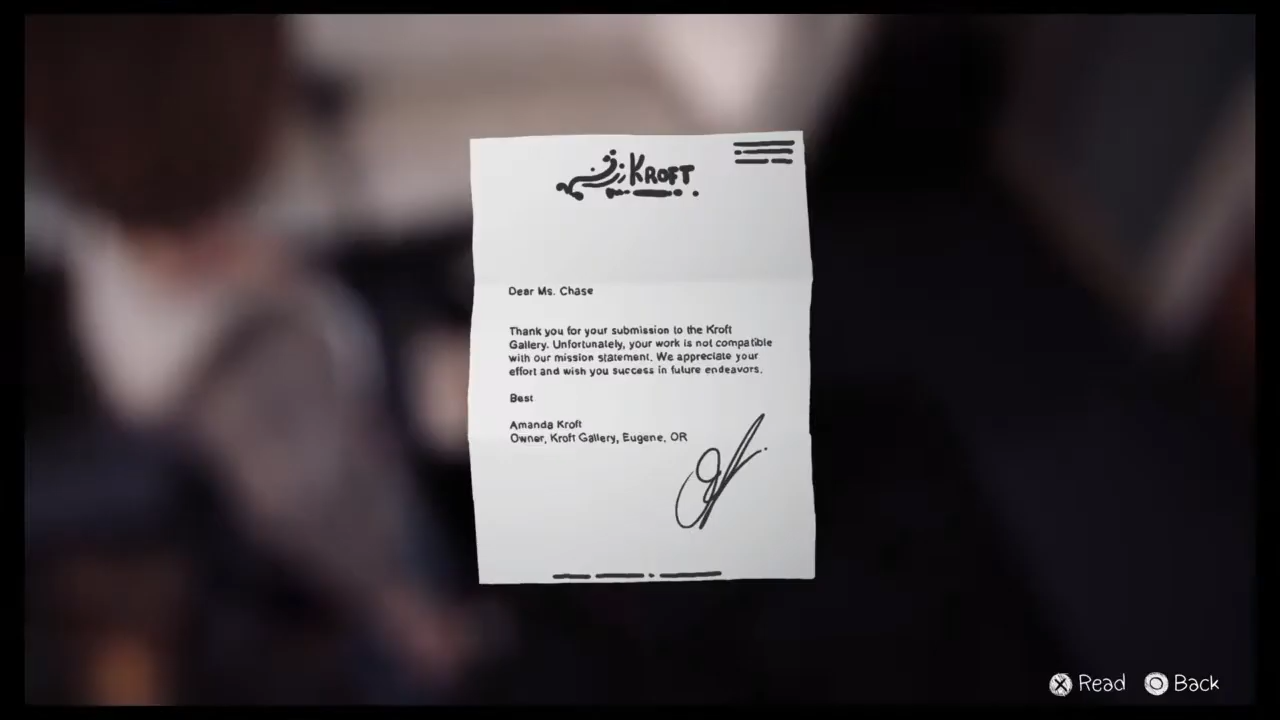 KROFT
Dear Ms. Chase
Thank you for your submission to the Kroft
Gallery. Unfortunately, your work is not compatible
with our mission statement. We appreciate your
effort and wish you success in future endeavors.
Best
Amanda Kroft
Owner, Kroft Gallery, Eugene, OR
Read
Back